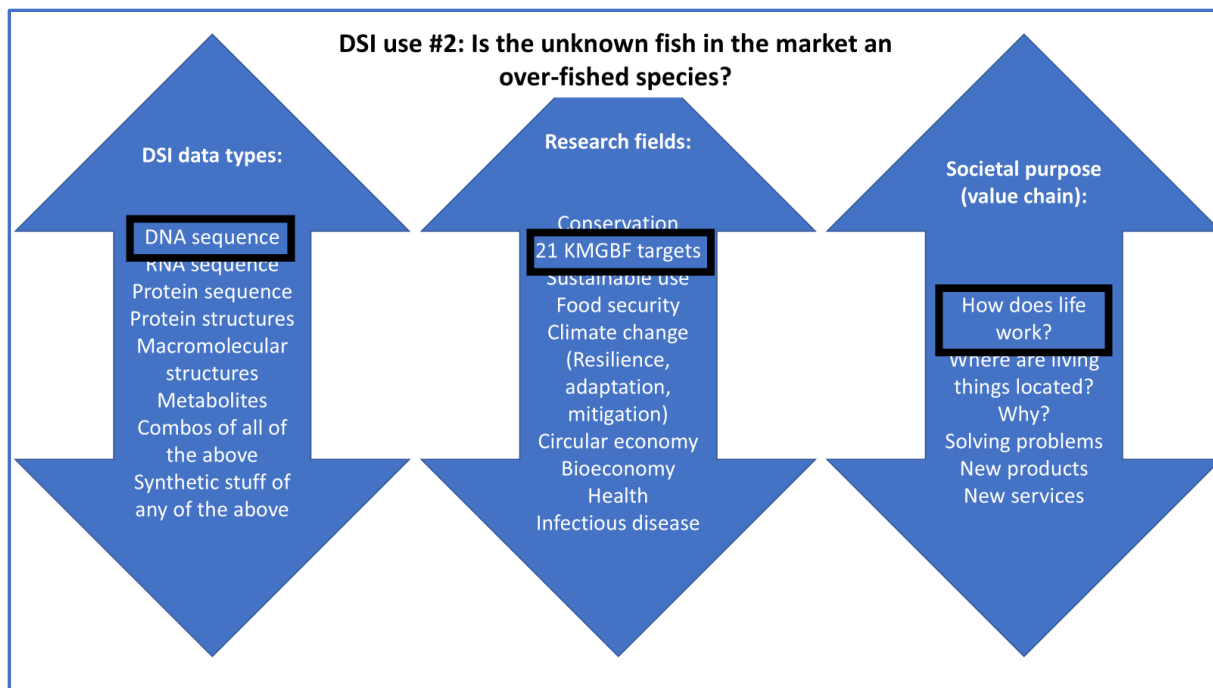 DSI use #2: Is the unknown fish in the market an
over-fished species?
DSI data types:
DNA sequence
RNA sequence
Protein sequence
Protein structures
Macromolecular
structures
Metabolites
Combos of all of
the above
Synthetic stuff of
any of the above
Research fields:
Conservation
21 KMGBF targets
Sustainable use
Food security
Climate change
(Resilience,
adaptation,
mitigation)
Circular economy
Bioeconomy
Health
Infectious disease
Societal purpose
(value chain):
How does life
work?
Where are living
things located?
Why?
Solving problems
New products
New services